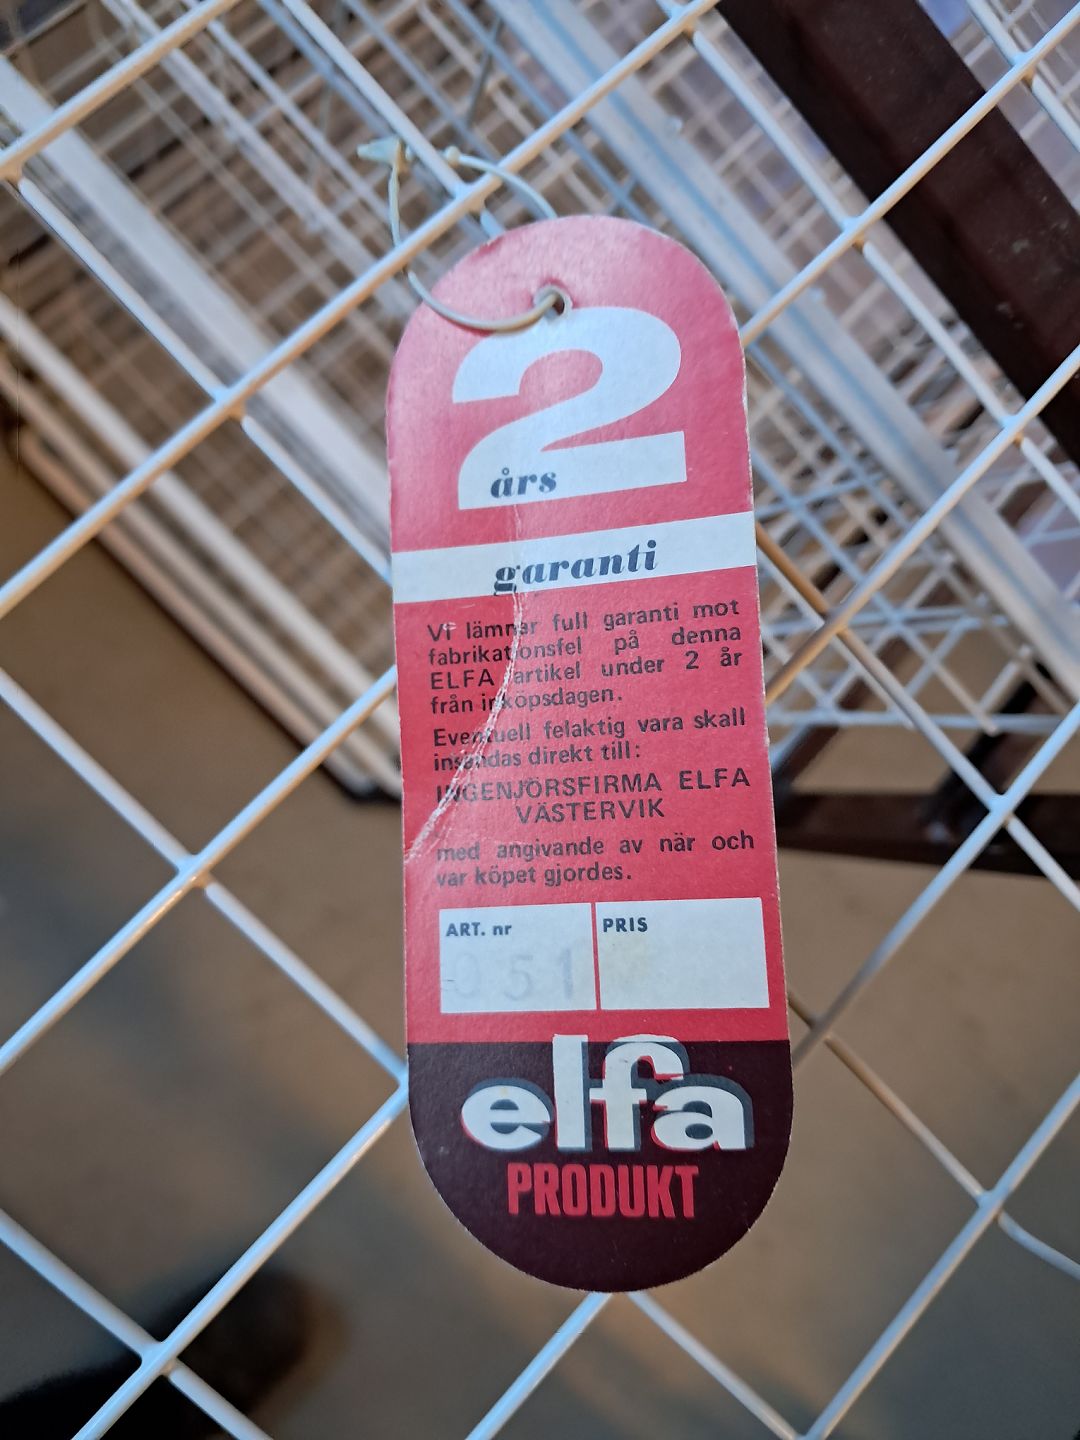 2
års
garanti
Vi lämnar full garanti mot
fabrikationsfel på denna
ELFA artikel under 2 år
från inköpsdagen.
Eventuell felaktig vara skall
insändas direkt till:
INGENJÖRSFIRMA ELFA
VÄSTERVIK
med angivande av när och
var köpet gjordes.
ART. nr PRIS
951
elfa
PRODUKT